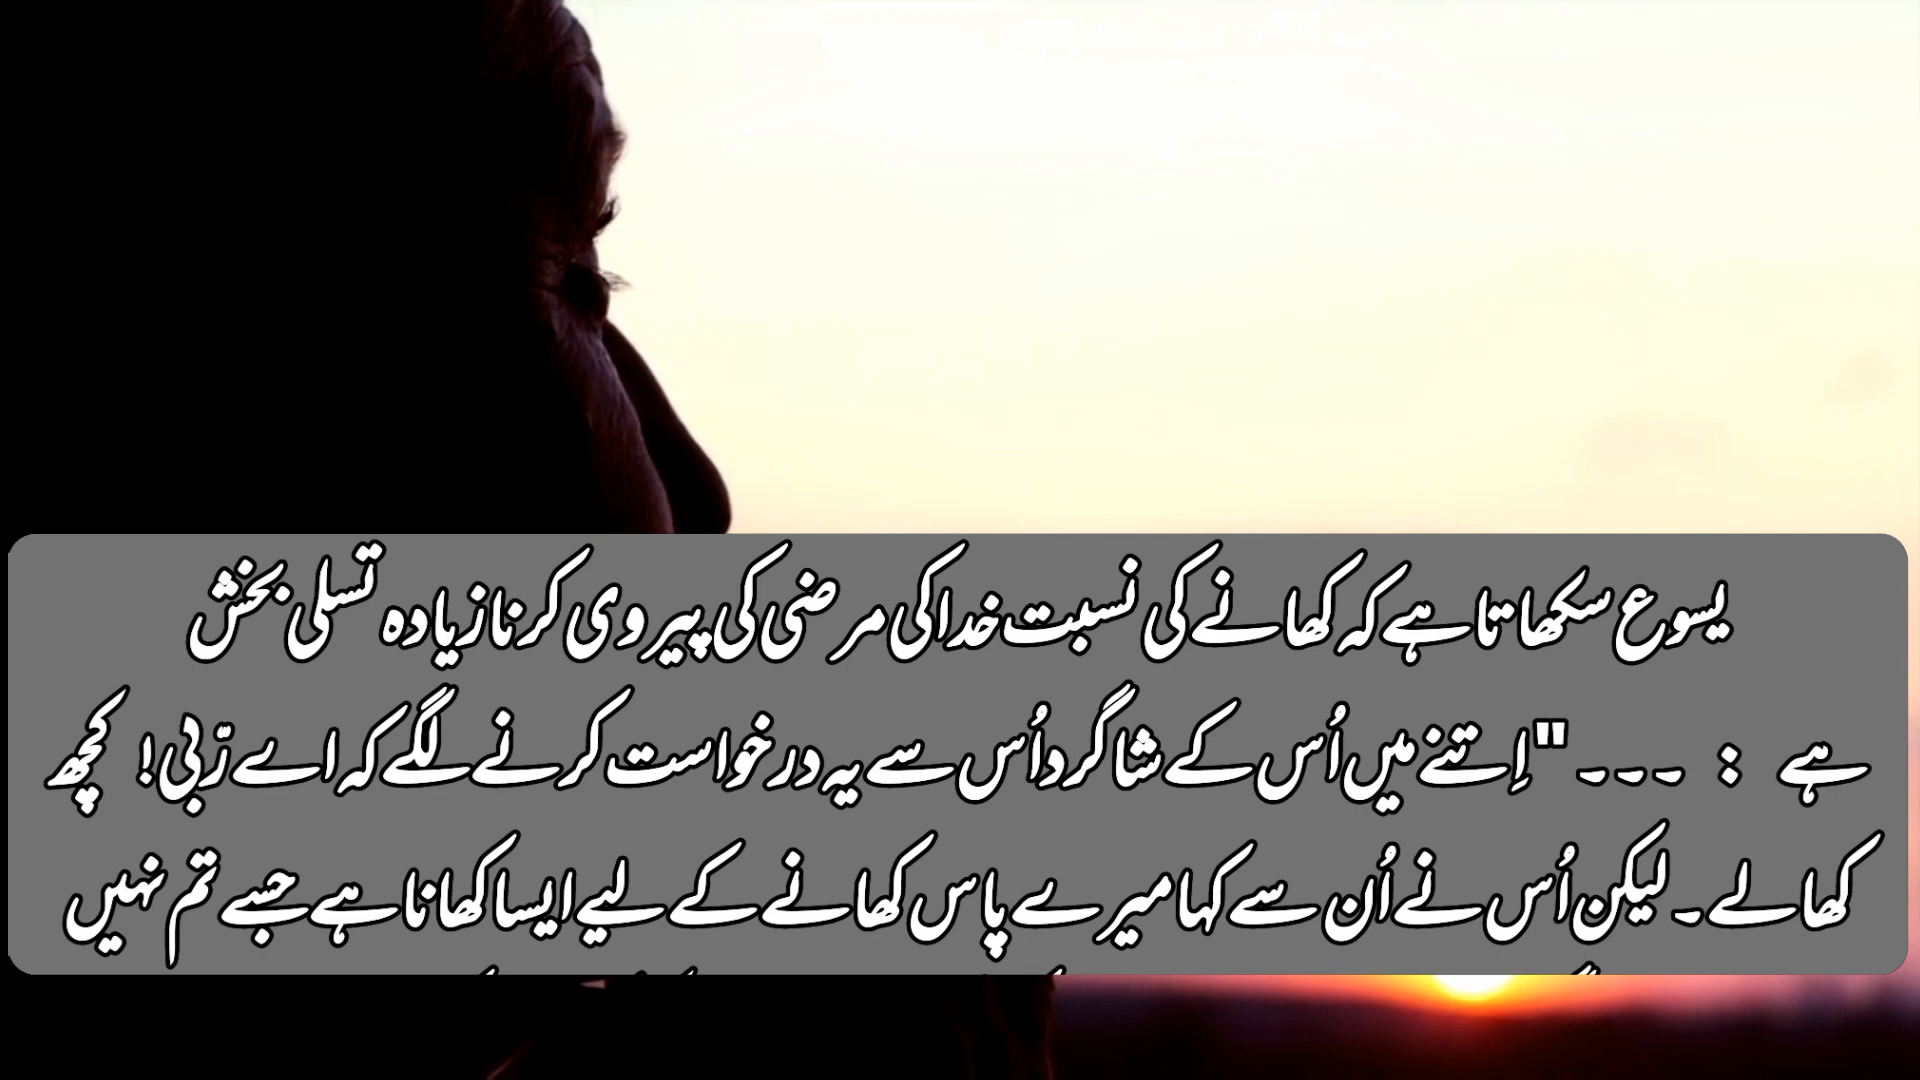 یسوع سکھاتا ہے کہ کھانے کی نسبت خدا کی مرضی کی پیروی کرنا زیادہ تسلی بخش
ہے : ۔۔۔"اِتنے میں اُس کے شاگرد اُس سے یہ درخواست کرنے لگے کہ اے رّبی! کچھ
کھا لے۔ لیکن اُس نے اُن سے کہا میرے پاس کھانے کے لیے ایسا کھانا ہے جسے تم نہیں